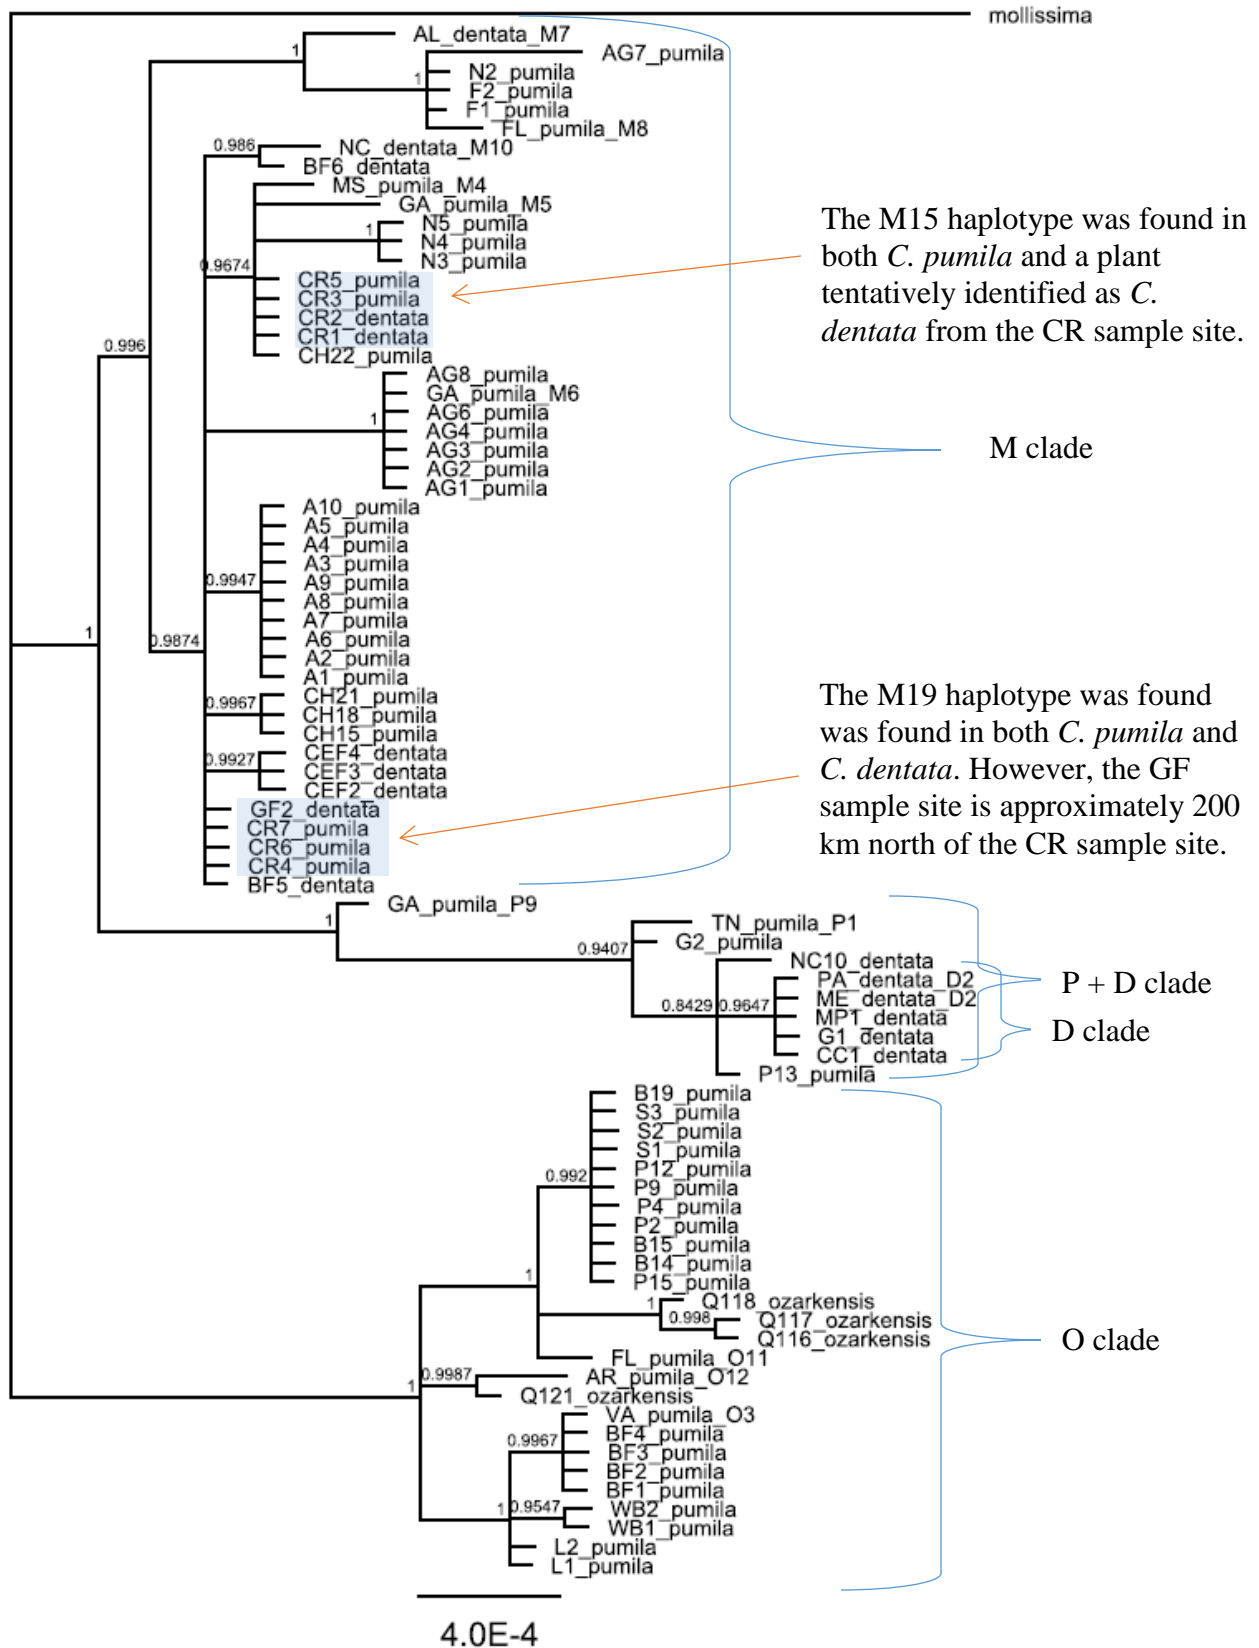 mollissima
AL_dentata_M7
1
AG7_pumila
N2_pumila
1
F2_pumila
F1_pumila
FL_pumila_M8
0.986
NC_dentata_M10
BF6_dentata
MS_pumila_M4
GA_pumila_M5
N5_pumila
1
N4_pumila
N3_pumila
0.9674
CR5_pumila
CR3_pumila
CR2_dentata
CR1_dentata
CH22_pumila
0.996
The M15 haplotype was found in
both C. pumila and a plant
tentatively identified as C.
dentata from the CR sample site.
AG8_pumila
GA_pumila_M6
AG6_pumila
1
AG4_pumila
AG3_pumila
AG2_pumila
AG1_pumila
M clade
A10_pumila
A5_pumila
A4_pumila
A3_pumila
0.9947
A9_pumila
A8_pumila
A7_pumila
A6_pumila
A2_pumila
A1_pumila
1
0.9874
CH21_pumila
0.9967
CH18_pumila
CH15_pumila
CEF4_dentata
0.9927
CEF3_dentata
CEF2_dentata
GF2_dentata
CR7_pumila
CR6_pumila
CR4_pumila
BF5_dentata
The M19 haplotype was found
was found in both C. pumila and
C. dentata. However, the GF
sample site is approximately 200
km north of the CR sample site.
GA_pumila_P9
1
TN_pumila_P1
0.9407
G2_pumila
NC10_dentata
PA_dentata_D2
ME_dentata_D2
0.8429
0.9647
MP1_dentata
G1_dentata
CC1_dentata
P13_pumila
P + D clade
D clade
B19_pumila
S3_pumila
S2_pumila
S1_pumila
P12_pumila
0.992
P9_pumila
P4_pumila
P2_pumila
B15_pumila
B14_pumila
P15_pumila
1
1
Q118_ozarkensis
0.998
Q117_ozarkensis
Q116_ozarkensis
FL_pumila_O11
O clade
0.9987
AR_pumila_O12
1
Q121_ozarkensis
VA_pumila_O3
BF4_pumila
0.9967
BF3_pumila
BF2_pumila
BF1_pumila
1
0.9547
WB2_pumila
WB1_pumila
L2_pumila
L1_pumila
4.0E-4